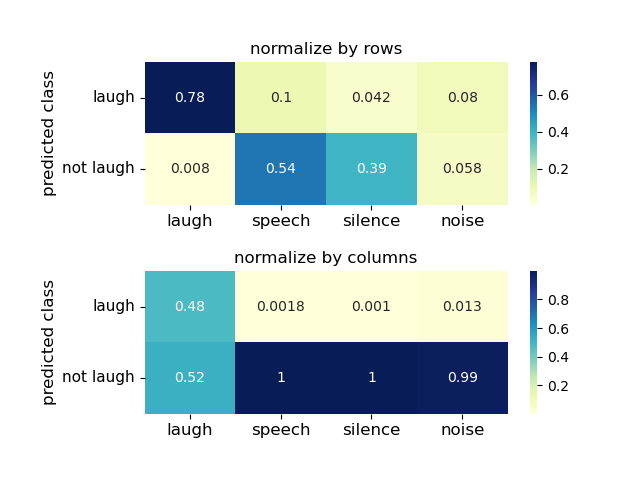 normalize by rows
predicted class
laugh 0.78 0.1 0.042 0.08
not laugh 0.008 0.54 0.39 0.058
laugh speech silence noise
0.6
0.4
0.2
normalize by columns
predicted class
laugh 0.48 0.0018 0.001 0.013
not laugh 0.52 1 1 0.99
laugh speech silence noise
0.8
0.6
0.4
0.2